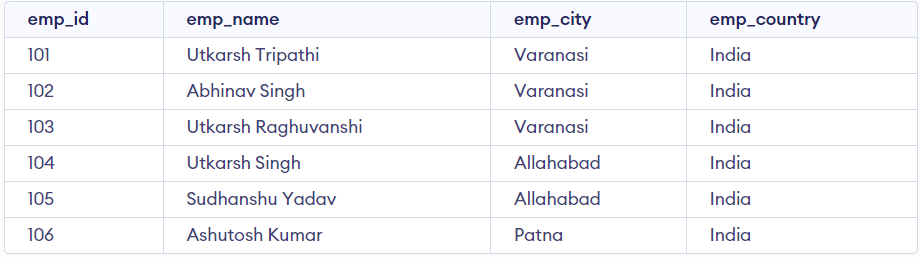 emp_id emp_name emp_city emp_country
101 Utkarsh Tripathi Varanasi India
102 Abhinav Singh Varanasi India
103 Utkarsh Raghuvanshi Varanasi India
104 Utkarsh Singh Allahabad India
105 Sudhanshu Yadav Allahabad India
106 Ashutosh Kumar Patna India